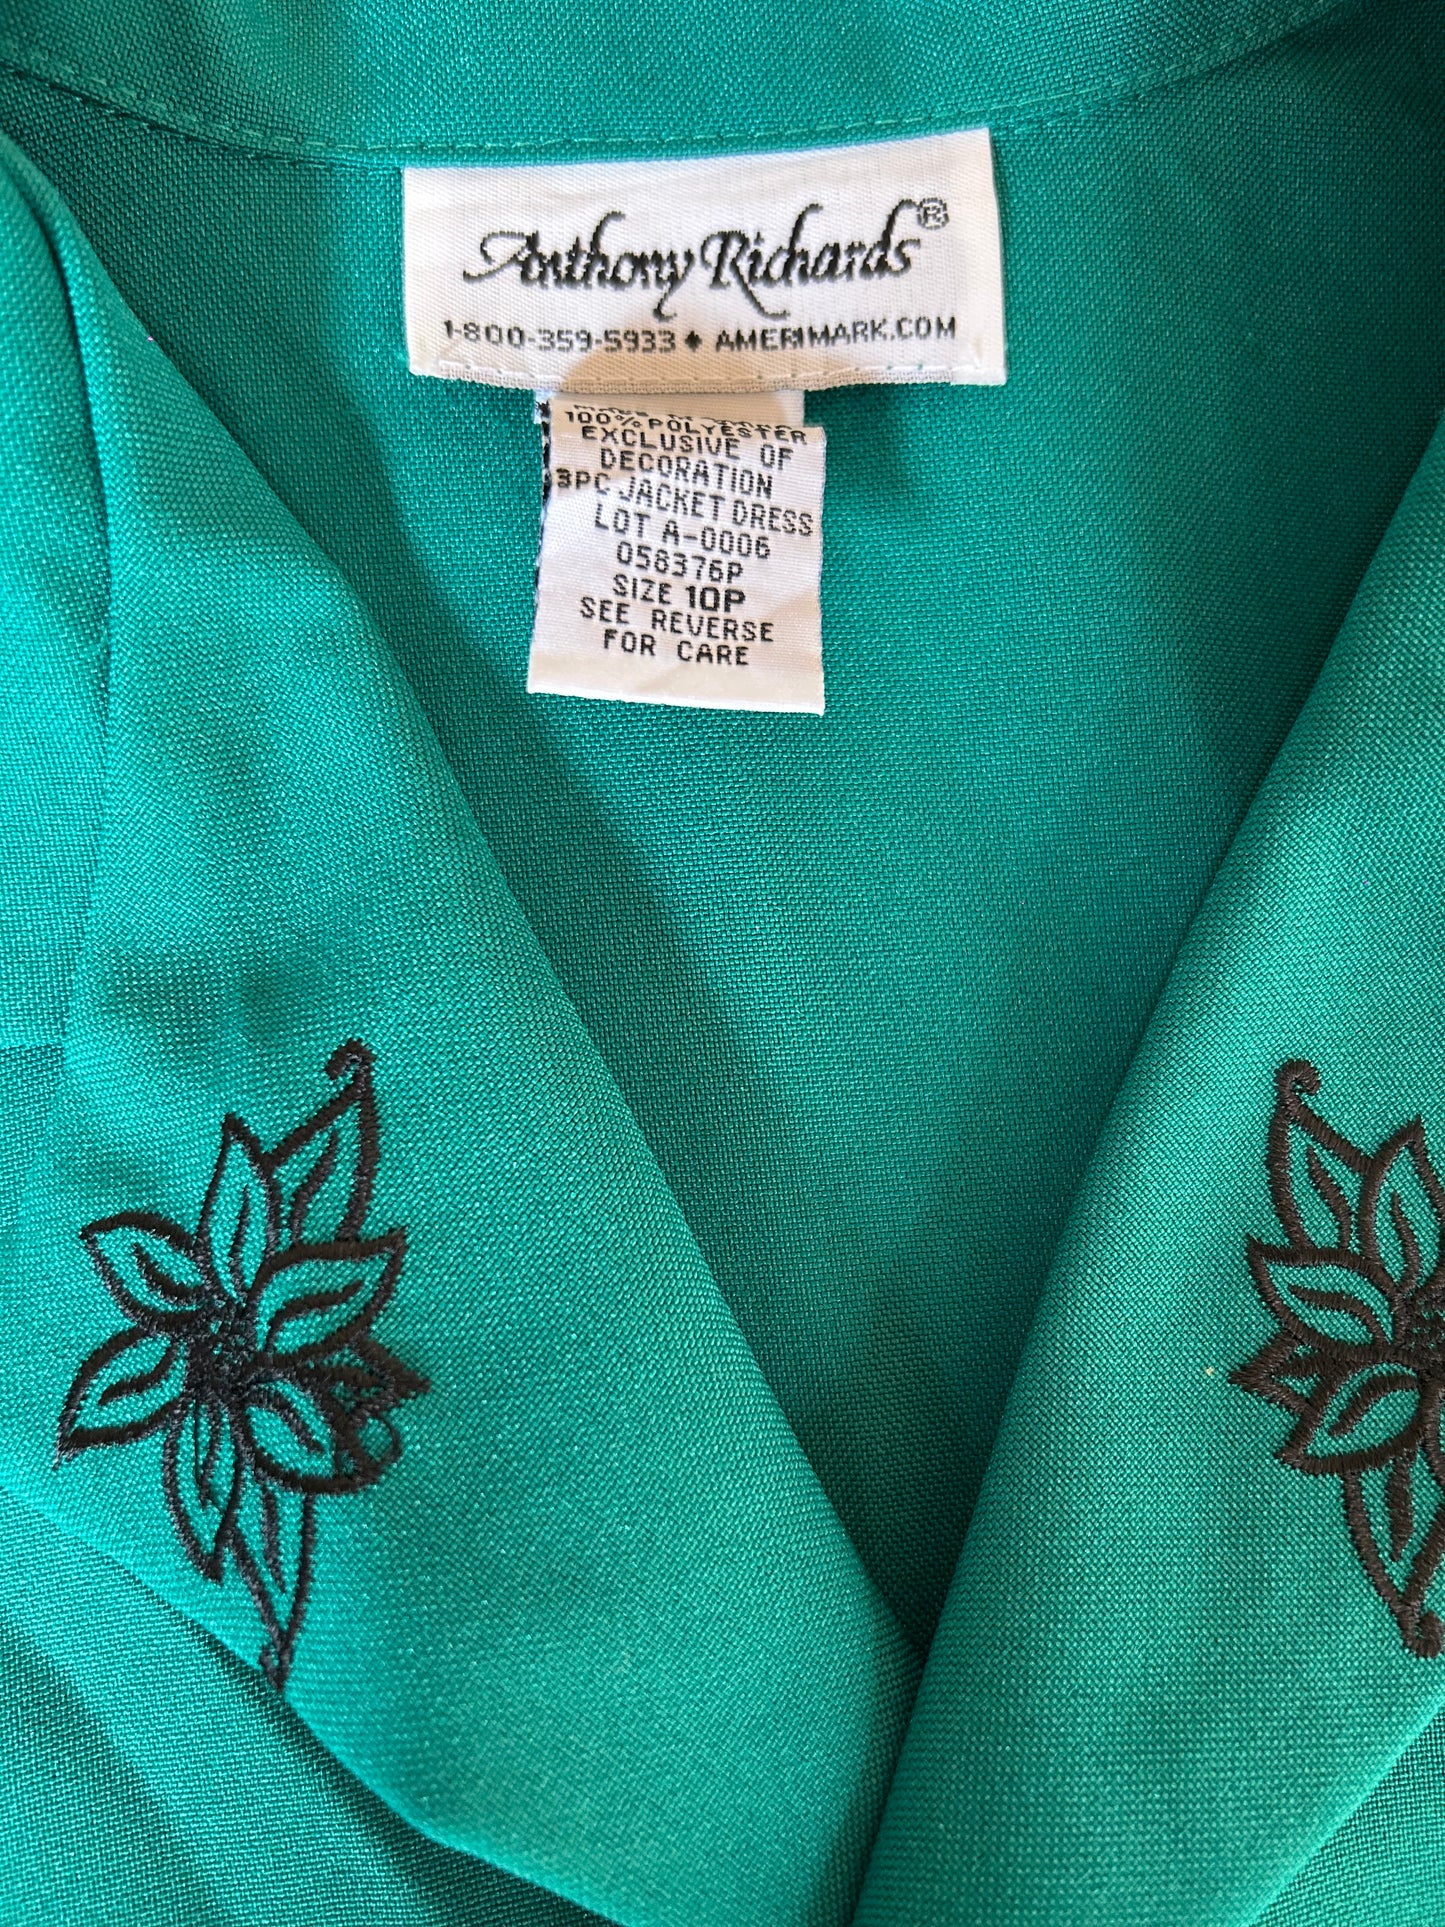 Anthony Richards®
1-800-359-5933 ♦ AMERIMARK.COM
100% POLYESTER
EXCLUSIVE OF
DECORATION
3PC JACKET DRESS
LOT A-0006
058376P
SIZE 10P
SEE REVERSE
FOR CARE